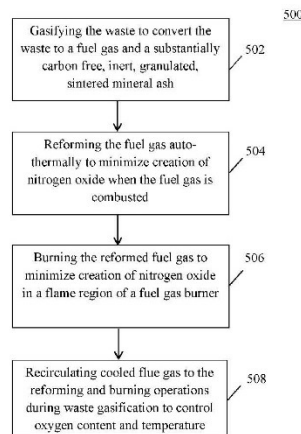 500
Gasifying the waste to convert the
waste to a fuel gas and a substantially
carbon free, inert, granulated,
sintered mineral ash
502
Reforming the fuel gas auto-
thermally to minimize creation of
nitrogen oxide when the fuel gas is
combusted
504
Burning the reformed fuel gas to
minimize creation of nitrogen oxide
in a flame region of a fuel gas burner
506
Recirculating cooled flue gas to the
reforming and burning operations
during waste gasification to control
oxygen content and temperature
508